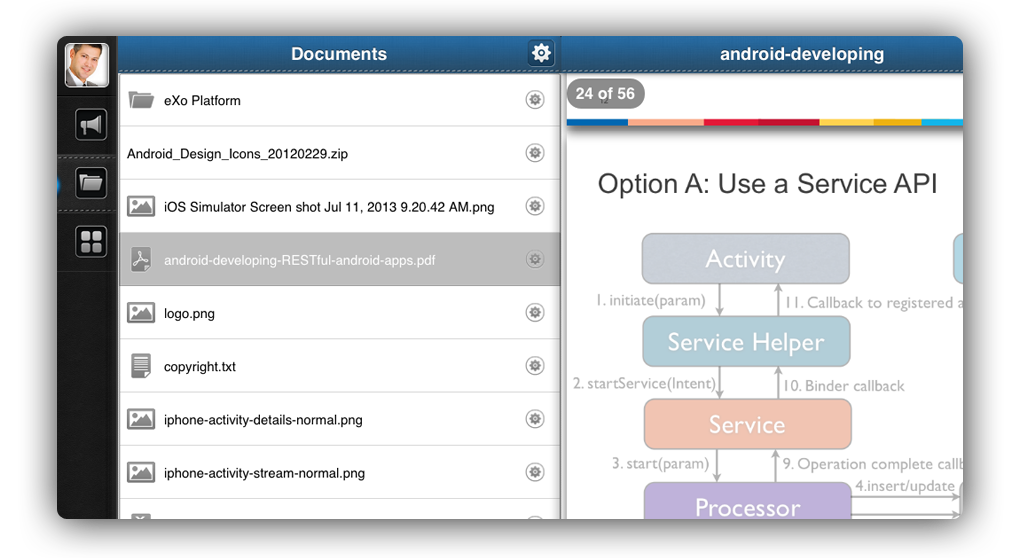 Documents
android-developing
eXo Platform
Android_Design_Icons_20120229.zip
iOS Simulator Screen shot Jul 11, 2013 9.20.42 AM.png
android-developing-RESTful-android-apps.pdf
logo.png
copyright.txt
iphone-activity-details-normal.png
iphone-activity-stream-normal.png
24 of 56
Option A: Use a Service API
Activity
1. initiate(param)
11. Callback to registered a
Service Helper
2. startService(Intent)
10. Binder callback
Service
3. start(param)
9. Operation complete callb
4.insert/update
Processor